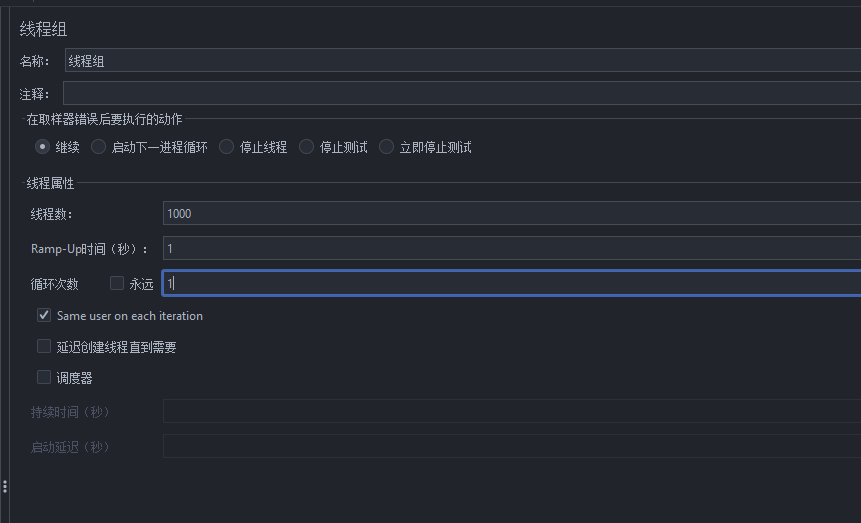 线程组
名称： 线程组
注释：
在取样器错误后要执行的动作
继续 启动下一进程循环 停止线程 停止测试 立即停止测试
线程属性
线程数： 1000
Ramp-Up时间（秒）： 1
循环次数 永远 1
Same user on each iteration
延迟创建线程直到需要
调度器
持续时间（秒）
启动延迟（秒）